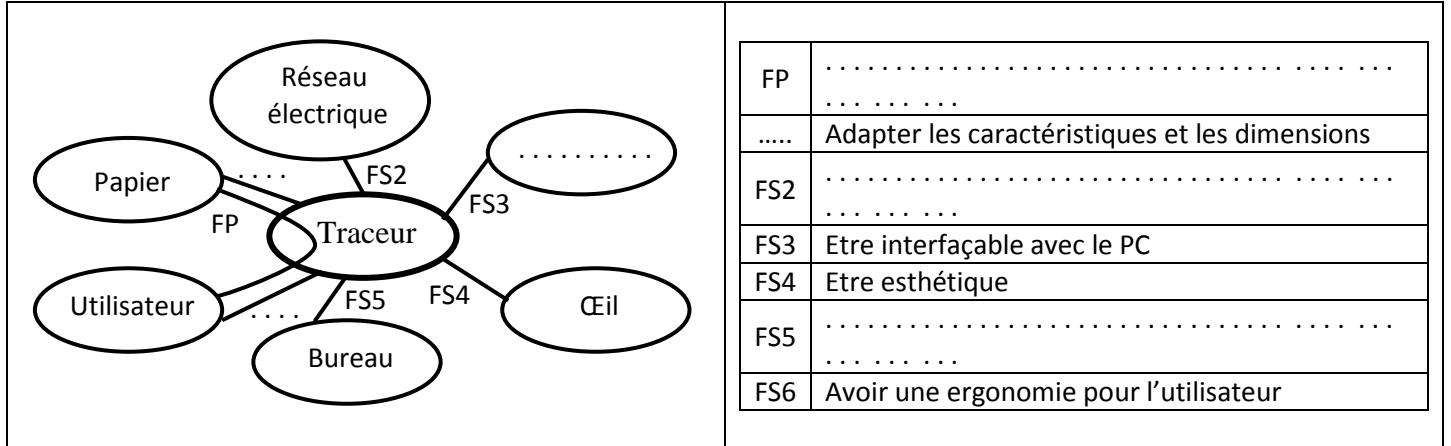 Réseau
électrique
. . . . . . . . . .
Papier
. . . .
FS2
FS3
FP
Traceur
Utilisateur
. . . .
FS5
FS4
Œil
Bureau
FP
. . . . . . . . . . . . . . . . . . . . . . . . . . . . . . . . . . .... ...
... ... ...
.....
Adapter les caractéristiques et les dimensions
FS2
. . . . . . . . . . . . . . . . . . . . . . . . . . . . . . . . . . .... ...
... ... ...
FS3
Etre interfaçable avec le PC
FS4
Etre esthétique
FS5
. . . . . . . . . . . . . . . . . . . . . . . . . . . . . . . . . . .... ...
... ... ...
FS6
Avoir une ergonomie pour l’utilisateur